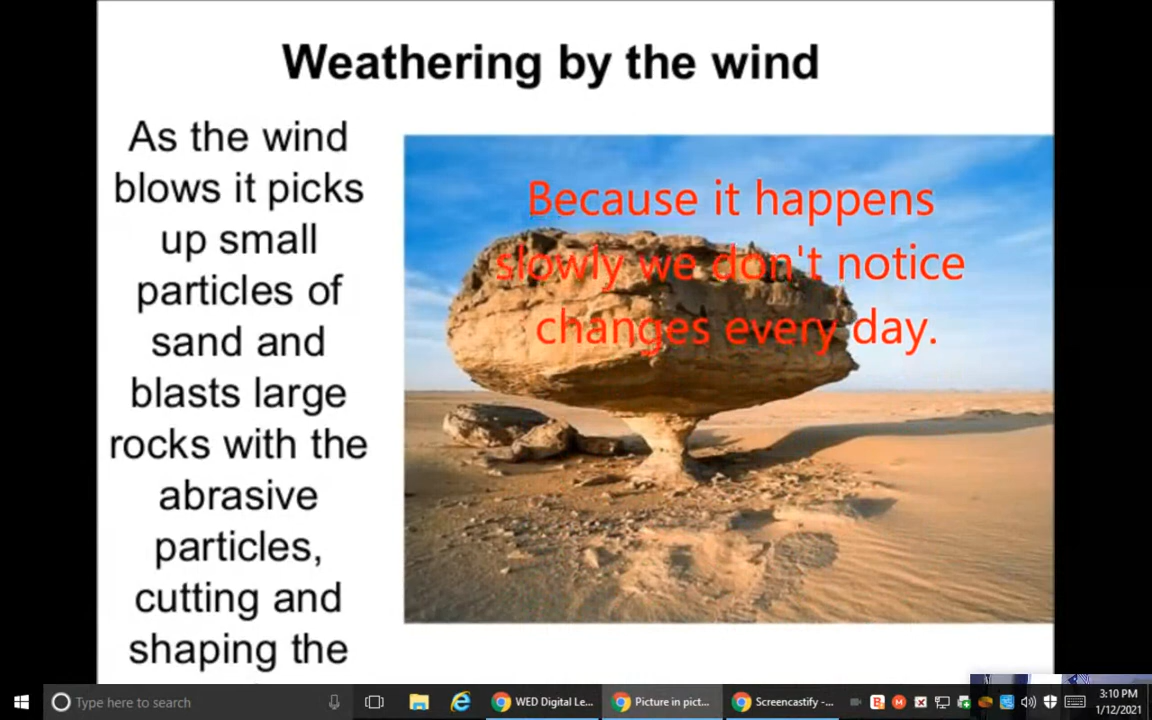 Weathering by the wind
As the wind
blows it picks
up small
particles of
sand and
blasts large
rocks with the
abrasive
particles,
cutting and
shaping the
Because it happens
slowly we don't notice
changes every day.
Type here to search
WED Digital Le...
Picture in pict...
Screencastify -...
3:10 PM
1/12/2021